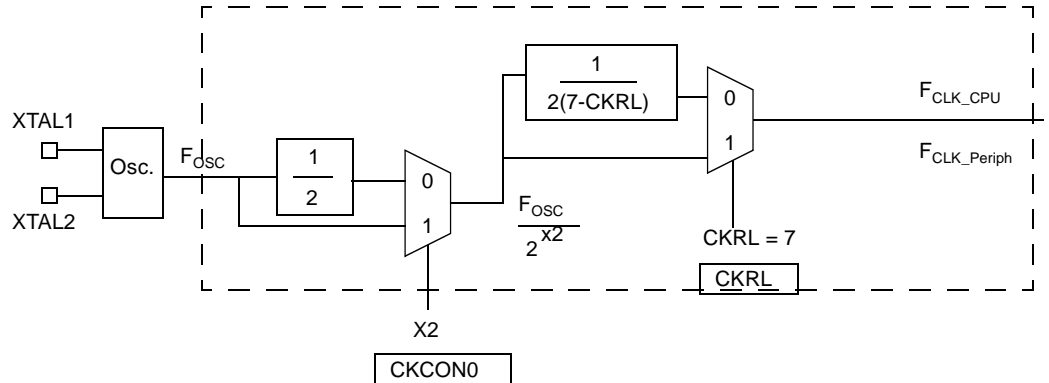 1
2(7-CKRL)
0
1
F_CLK_CPU
F_CLK_Periph
XTAL1
XTAL2
Osc.
F_OSC
1
2
0
1
F_OSC
2^X2
CKRL = 7
CKRL
X2
CKCON0